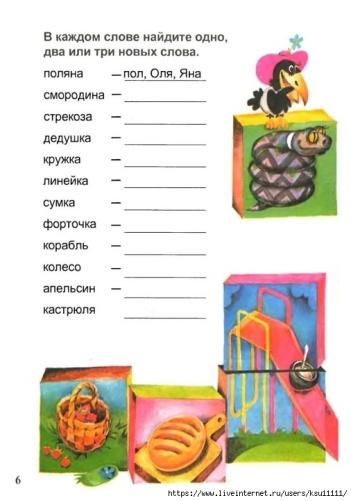 В каждом слове найдите одно,
два или три новых слова.
поляна – пол, Оля, Яна
смородина –
стрекоза –
дедушка –
кружка –
линейка –
сумка –
форточка –
корабль –
колесо –
апельсин –
кастрюля
6
https://www.liveinternet.ru/users/ksu11111/